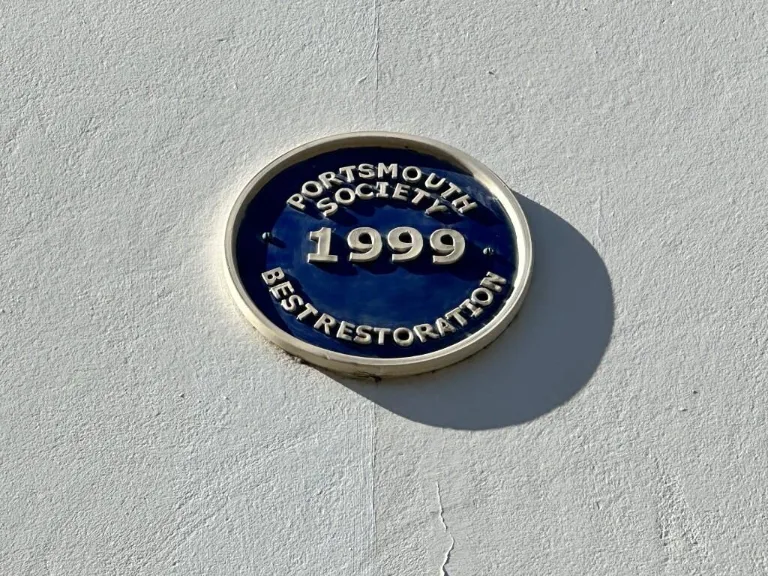 PORTSMOUTH
SOCIETY
1999
BEST RESTORATION